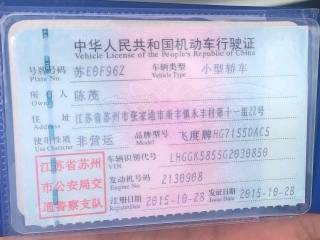 中华人民共和国机动车行驶证
Vehicle License of the People's Republic of China
号牌号码 苏E0F96Z 车辆类型 小型轿车
Plate No. Vehicle Type
所有人 陈茂
Owner
住址 江苏省苏州市张家港市南丰镇永丰村第十一组22号
Address
使用性质 非营运 品牌型号 飞度牌HG7155DAC5
Use Character Model
江苏省苏州
市公安局交
通警察支队
车辆识别代号 LHGGK5855G2030850
VIN
发动机号码 2130908
Engine No.
注册日期 2015-10-28 发证日期 2015-10-28
Register Date Issue Date